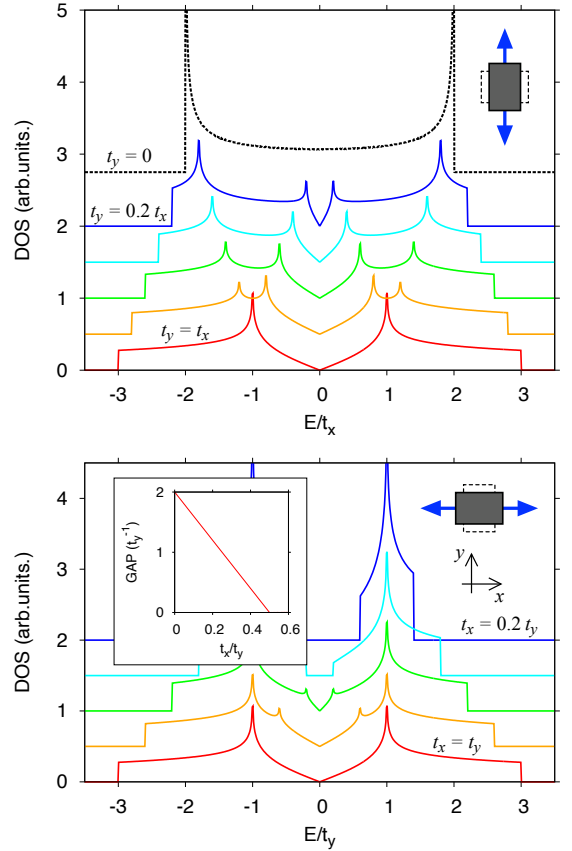 5
4
3
2
1
0
DOS (arb.units.)
t_y = 0
t_y = 0.2 t_x
t_y = t_x
-3 -2 -1 0 1 2 3
E/t_x
4
3
2
1
0
DOS (arb.units.)
2
1
0
GAP (t_y^-1)
0 0.2 0.4 0.6
t_x/t_y
y
x
t_x = 0.2 t_y
t_x = t_y
-3 -2 -1 0 1 2 3
E/t_y